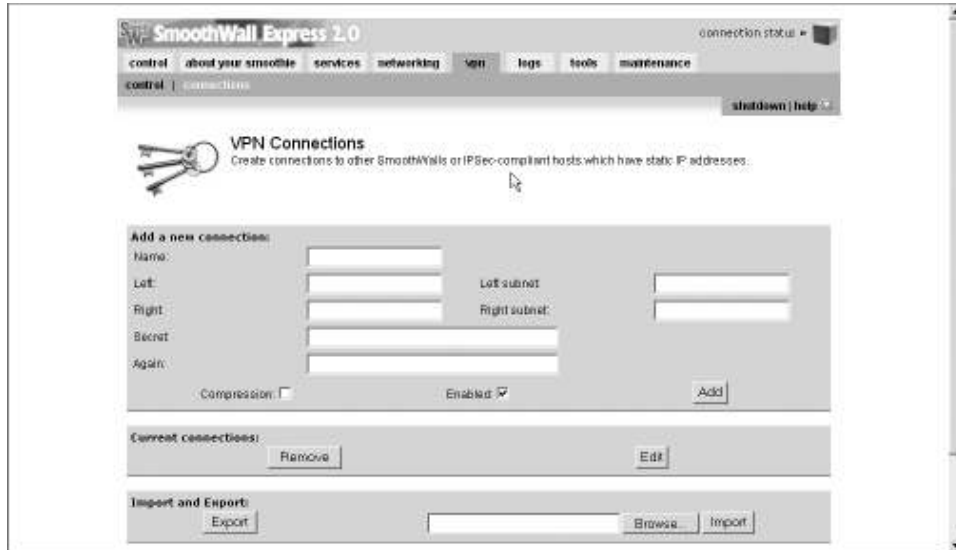 SW SmoothWall Express 2.0
connection status
control about your smoothie services networking vpn logs tools maintenance
control | connections
shutdown | help
VPN Connections
Create connections to other SmoothWalls or IPSec-compliant hosts which have static IP addresses.
Add a new connection:
Name:
Left: Left subnet:
Right: Right subnet:
Secret:
Again:
Compression: Enabled: Add
Current connections:
Remove Edit
Import and Export:
Export Browse... Import